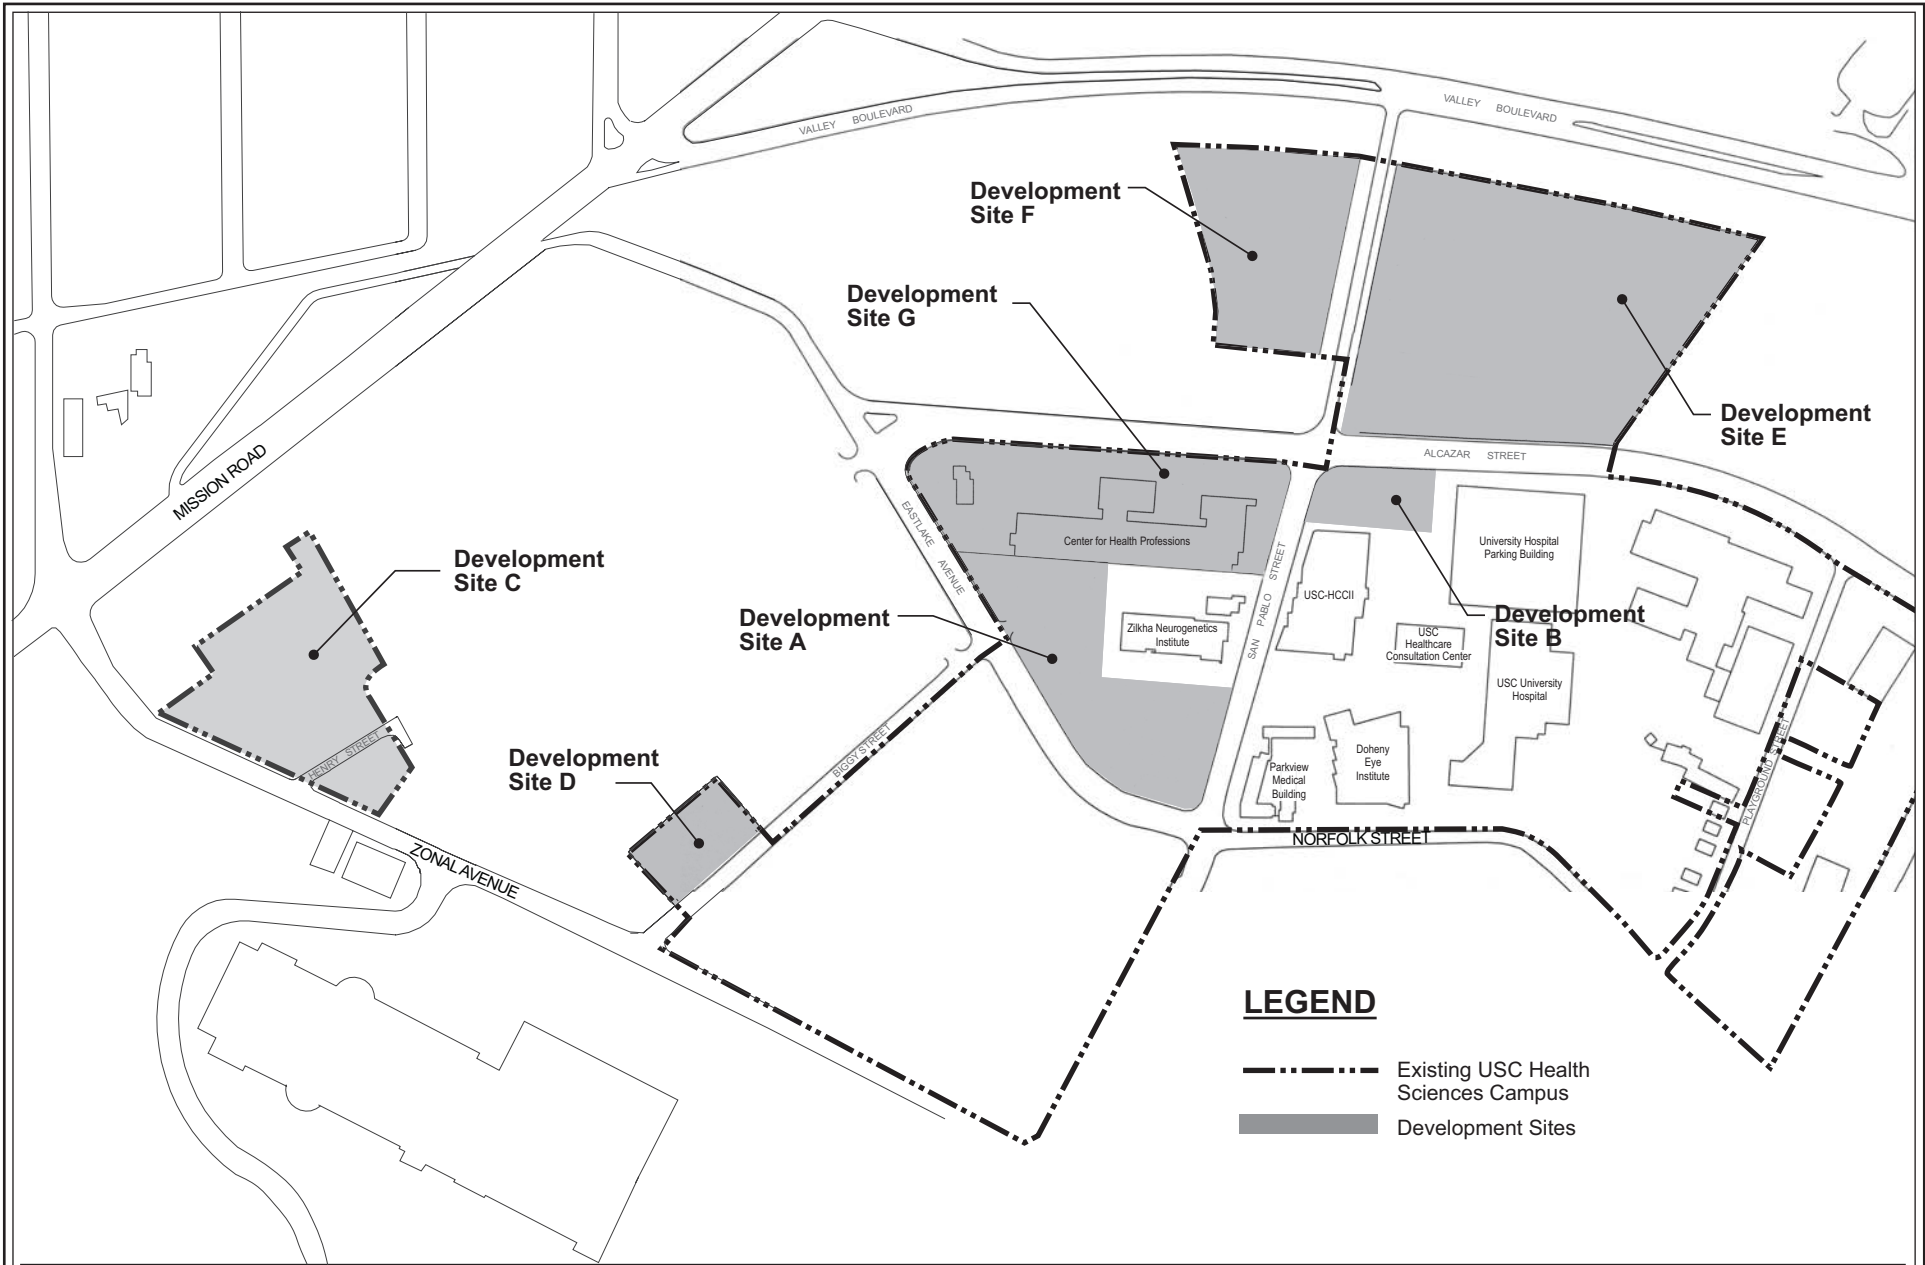 VALLEY BOULEVARD
VALLEY BOULEVARD
Development
Site F
Development
Site G
Development
Site E
ALCAZAR STREET
MISSION ROAD
EASTLAKE AVENUE
Center for Health Professions
University Hospital
Parking Building
Development
Site C
SAN PABLO STREET
USC-HCCII
Development
Site A
Zilkha Neurogenetics
Institute
Development
Site B
USC
Healthcare
Consultation Center
USC University
Hospital
HENRY STREET
BIGGY STREET
Development
Site D
Parkview
Medical
Building
Doheny
Eye
Institute
PLAYGROUND STREET
NORFOLK STREET
ZONAL AVENUE
LEGEND
Existing USC Health
Sciences Campus
Development Sites